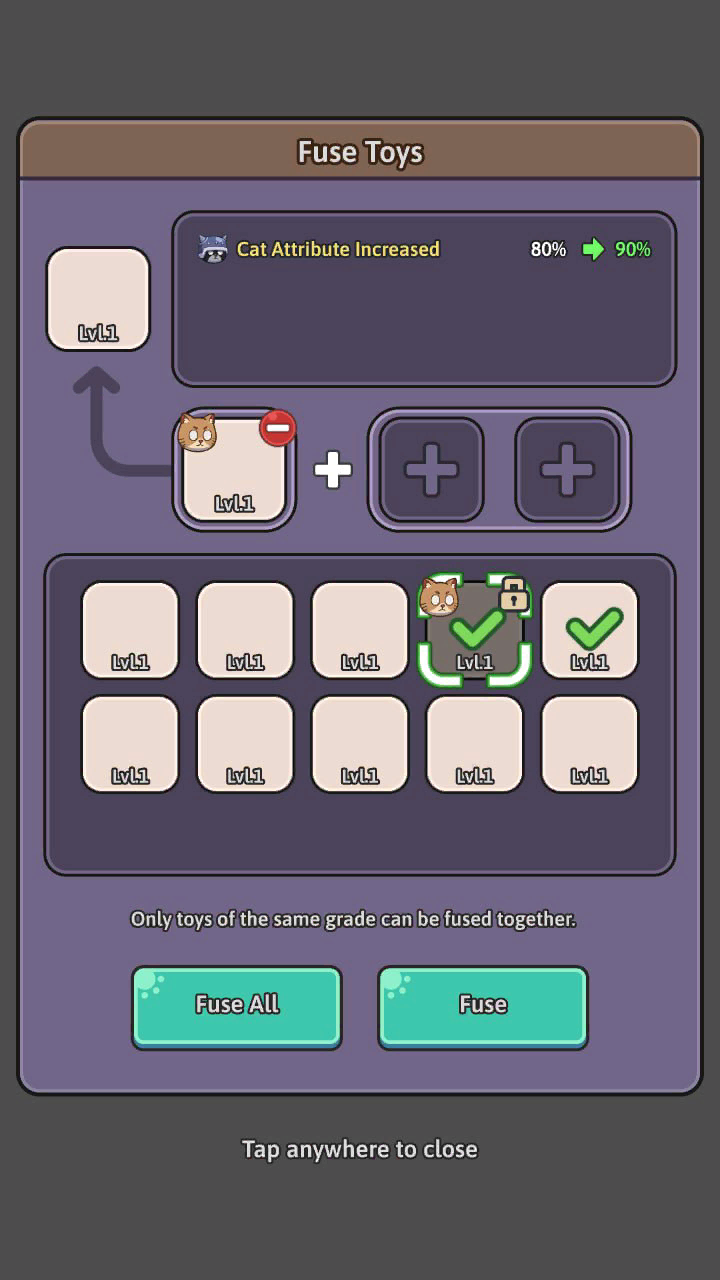 Fuse Toys
Cat Attribute Increased 80% 90%
Lvl.1
Lvl.1
Lvl.1 Lvl.1 Lvl.1 Lvl.1 Lvl.1
Lvl.1 Lvl.1 Lvl.1 Lvl.1 Lvl.1
Only toys of the same grade can be fused together.
Fuse All Fuse
Tap anywhere to close